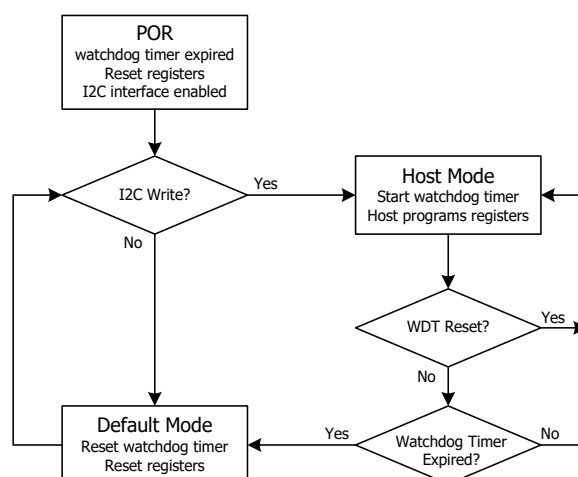 POR
watchdog timer expired
Reset registers
I2C interface enabled
I2C Write?
Yes
No
Host Mode
Start watchdog timer
Host programs registers
WDT Reset?
Yes
No
Watchdog Timer
Expired?
Yes
No
Default Mode
Reset watchdog timer
Reset registers